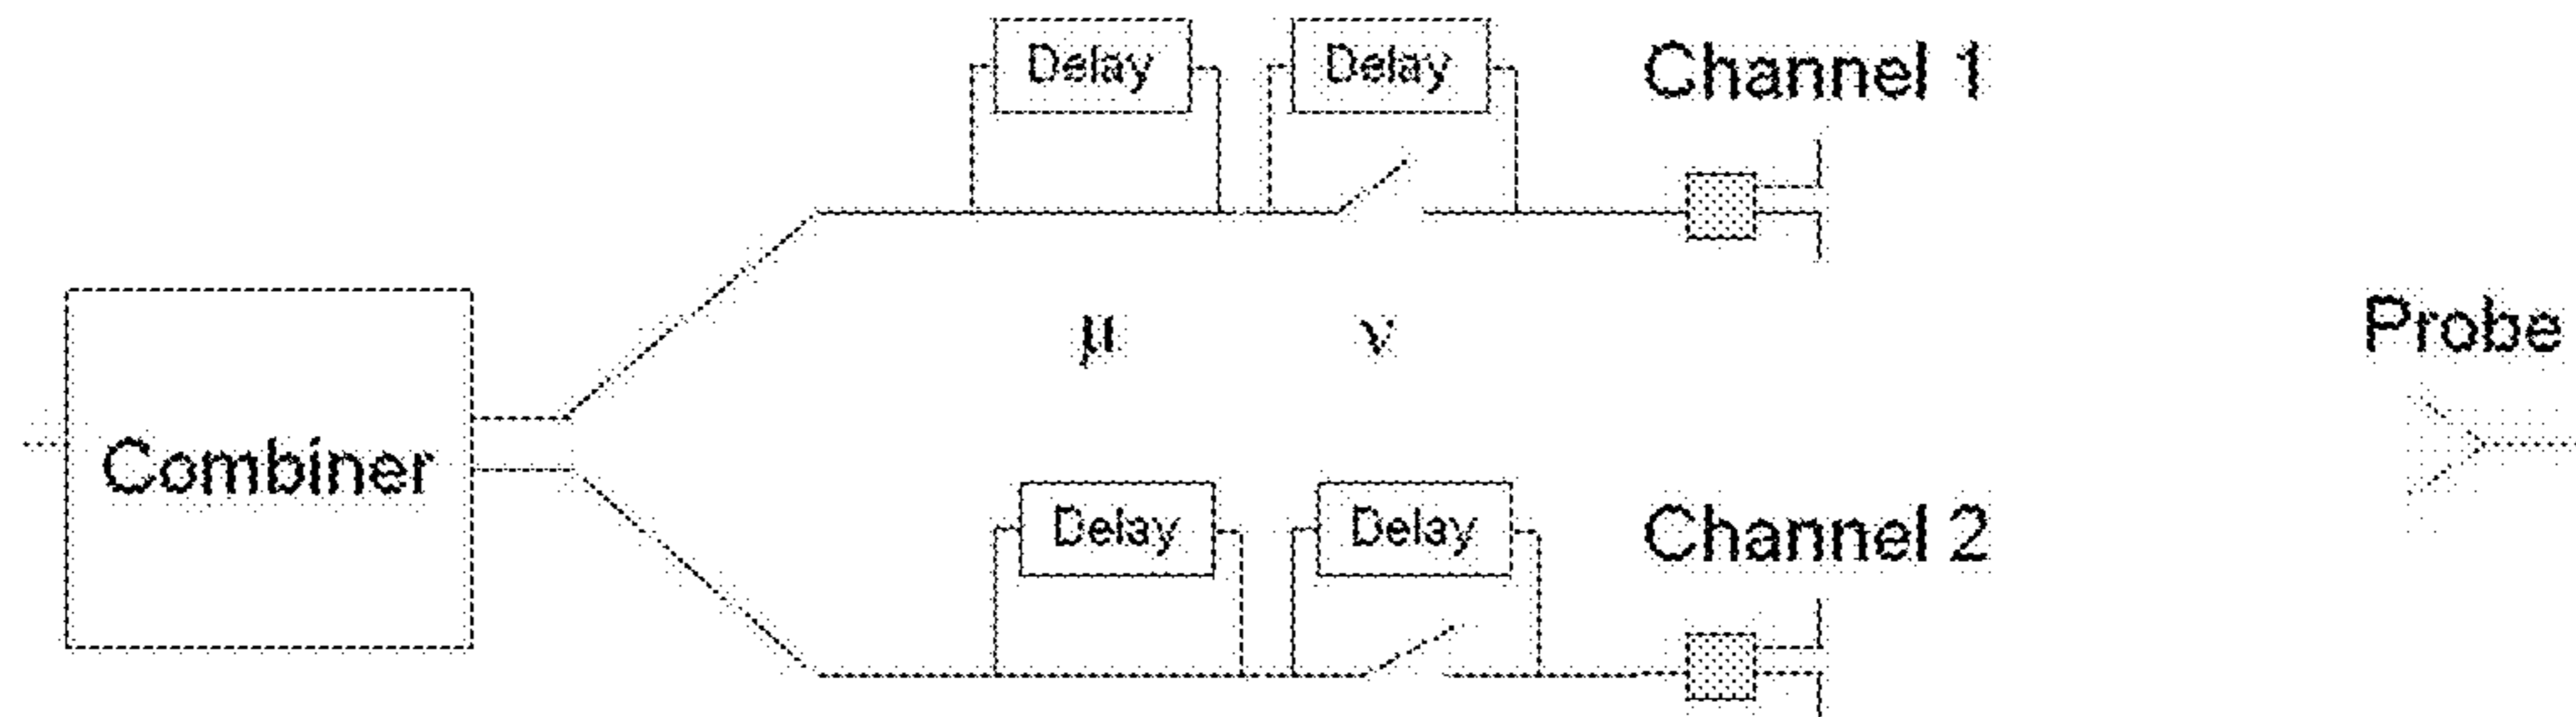 Delay Delay Channel 1
μ ν Probe
Combiner
Delay Delay Channel 2